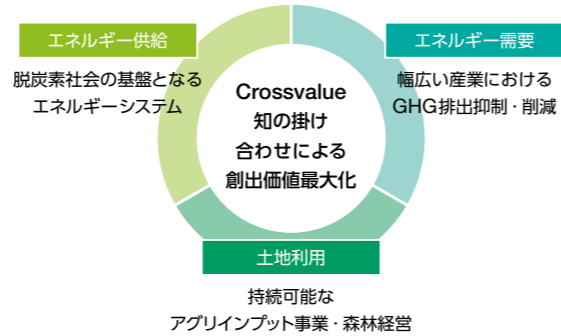 エネルギー供給
脱炭素社会の基盤となる
エネルギーシステム
エネルギー需要
幅広い産業における
GHG排出抑制・削減
Crossvalue
知の掛け
合わせによる
創出価値最大化
土地利用
持続可能な
アグリインプット事業・森林経営